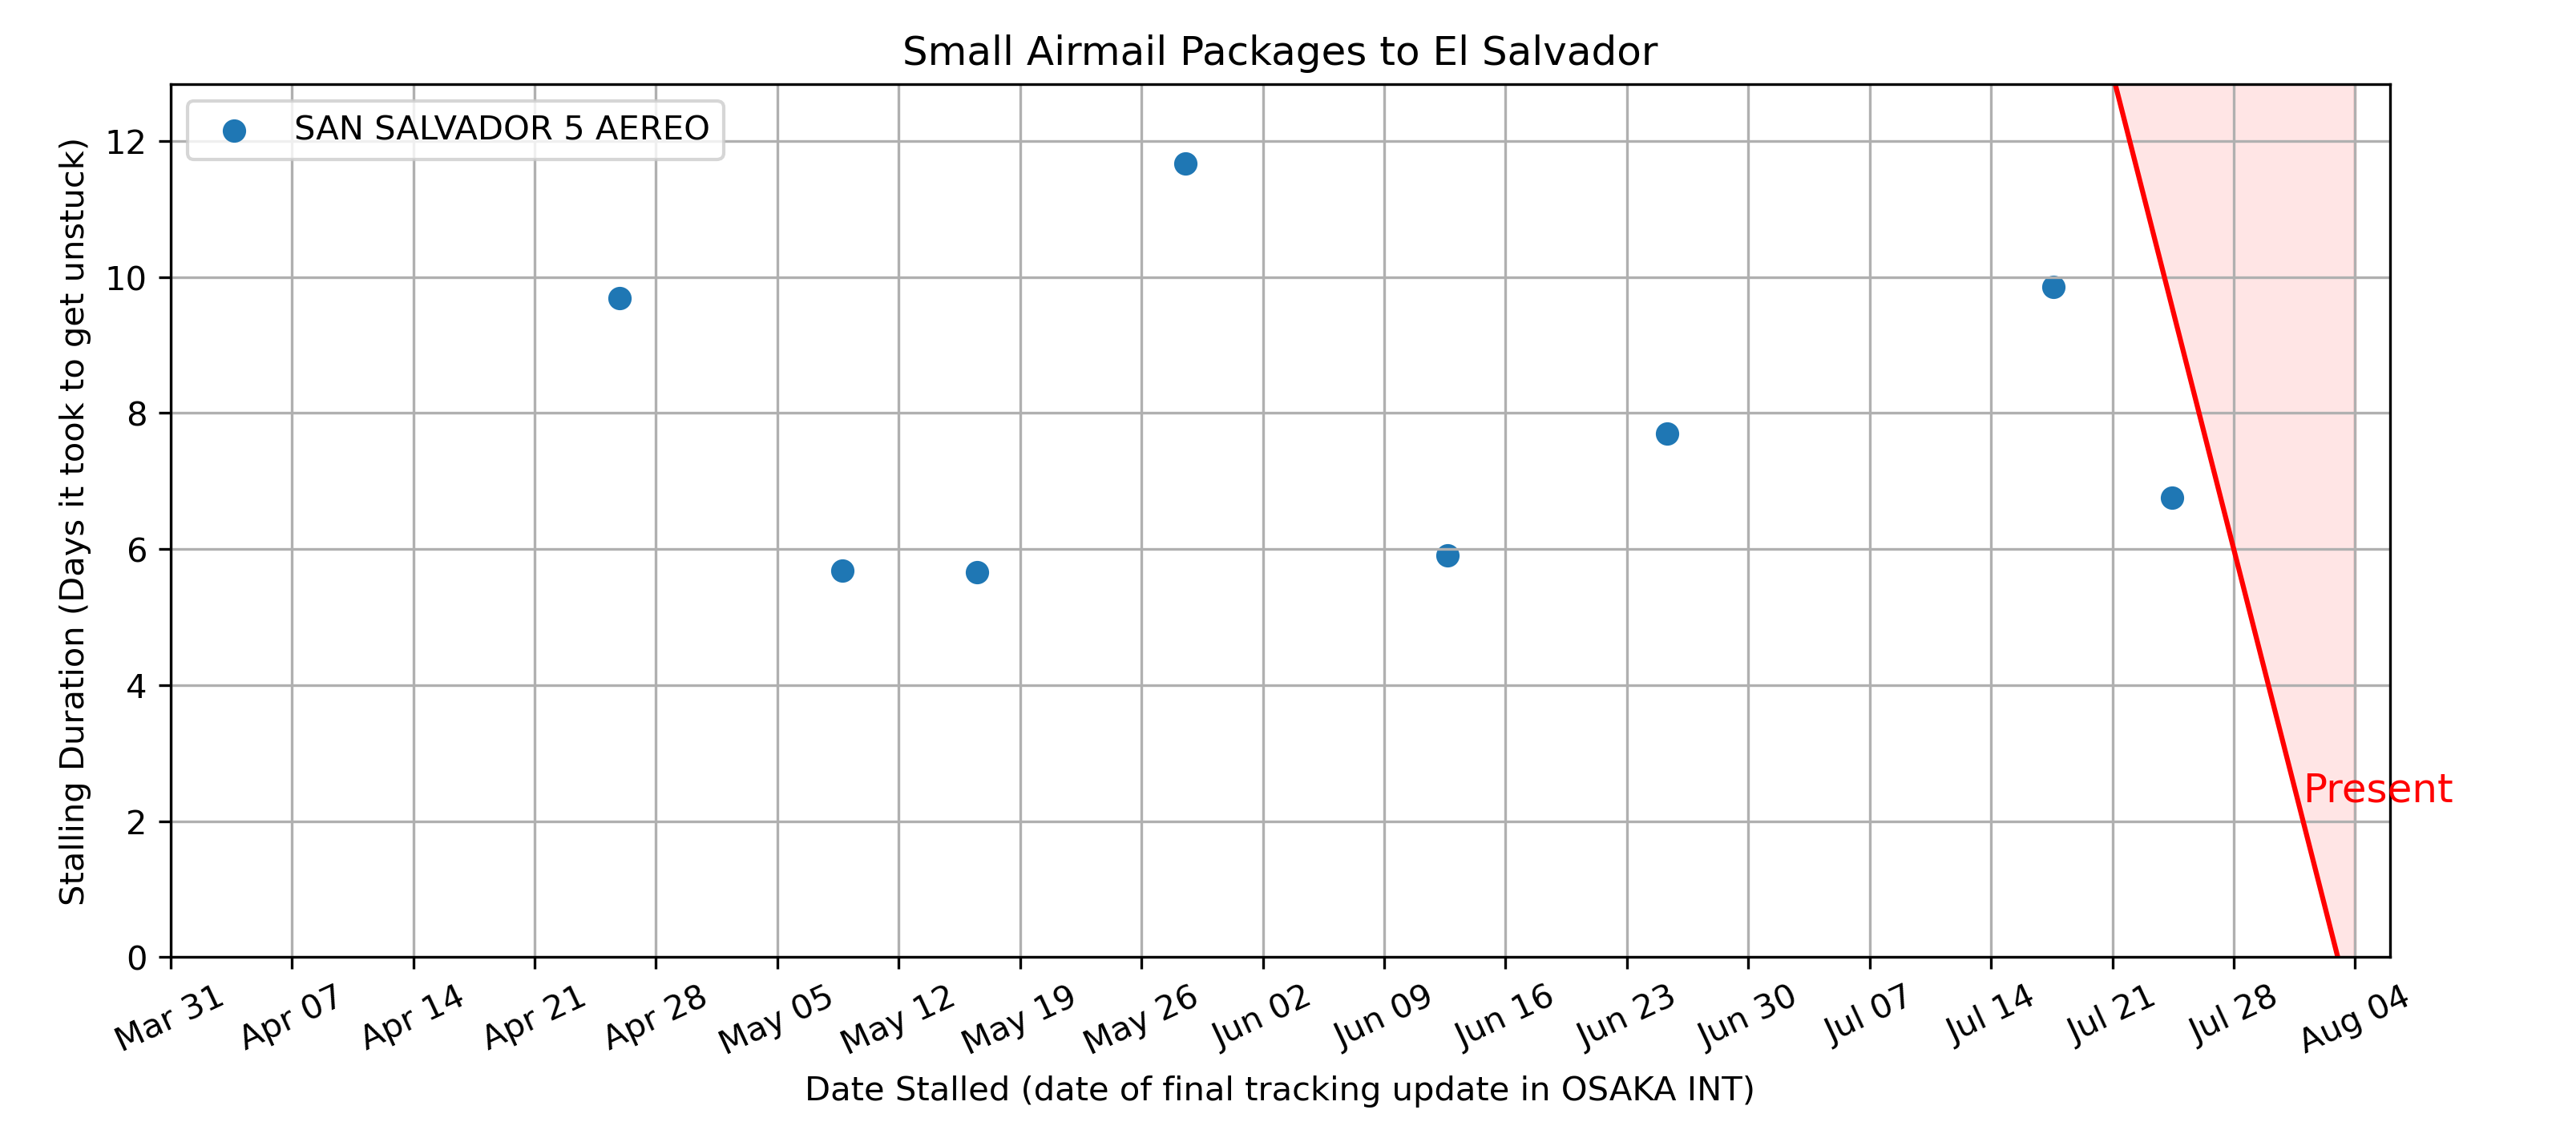 Small Airmail Packages to El Salvador
SAN SALVADOR 5 AEREO
Stalling Duration (Days it took to get unstuck)
12
10
8
6
4
2
0
Present
Mar 31
Apr 07
Apr 14
Apr 21
Apr 28
May 05
May 12
May 19
May 26
Jun 02
Jun 09
Jun 16
Jun 23
Jun 30
Jul 07
Jul 14
Jul 21
Jul 28
Aug 04
Date Stalled (date of final tracking update in OSAKA INT)